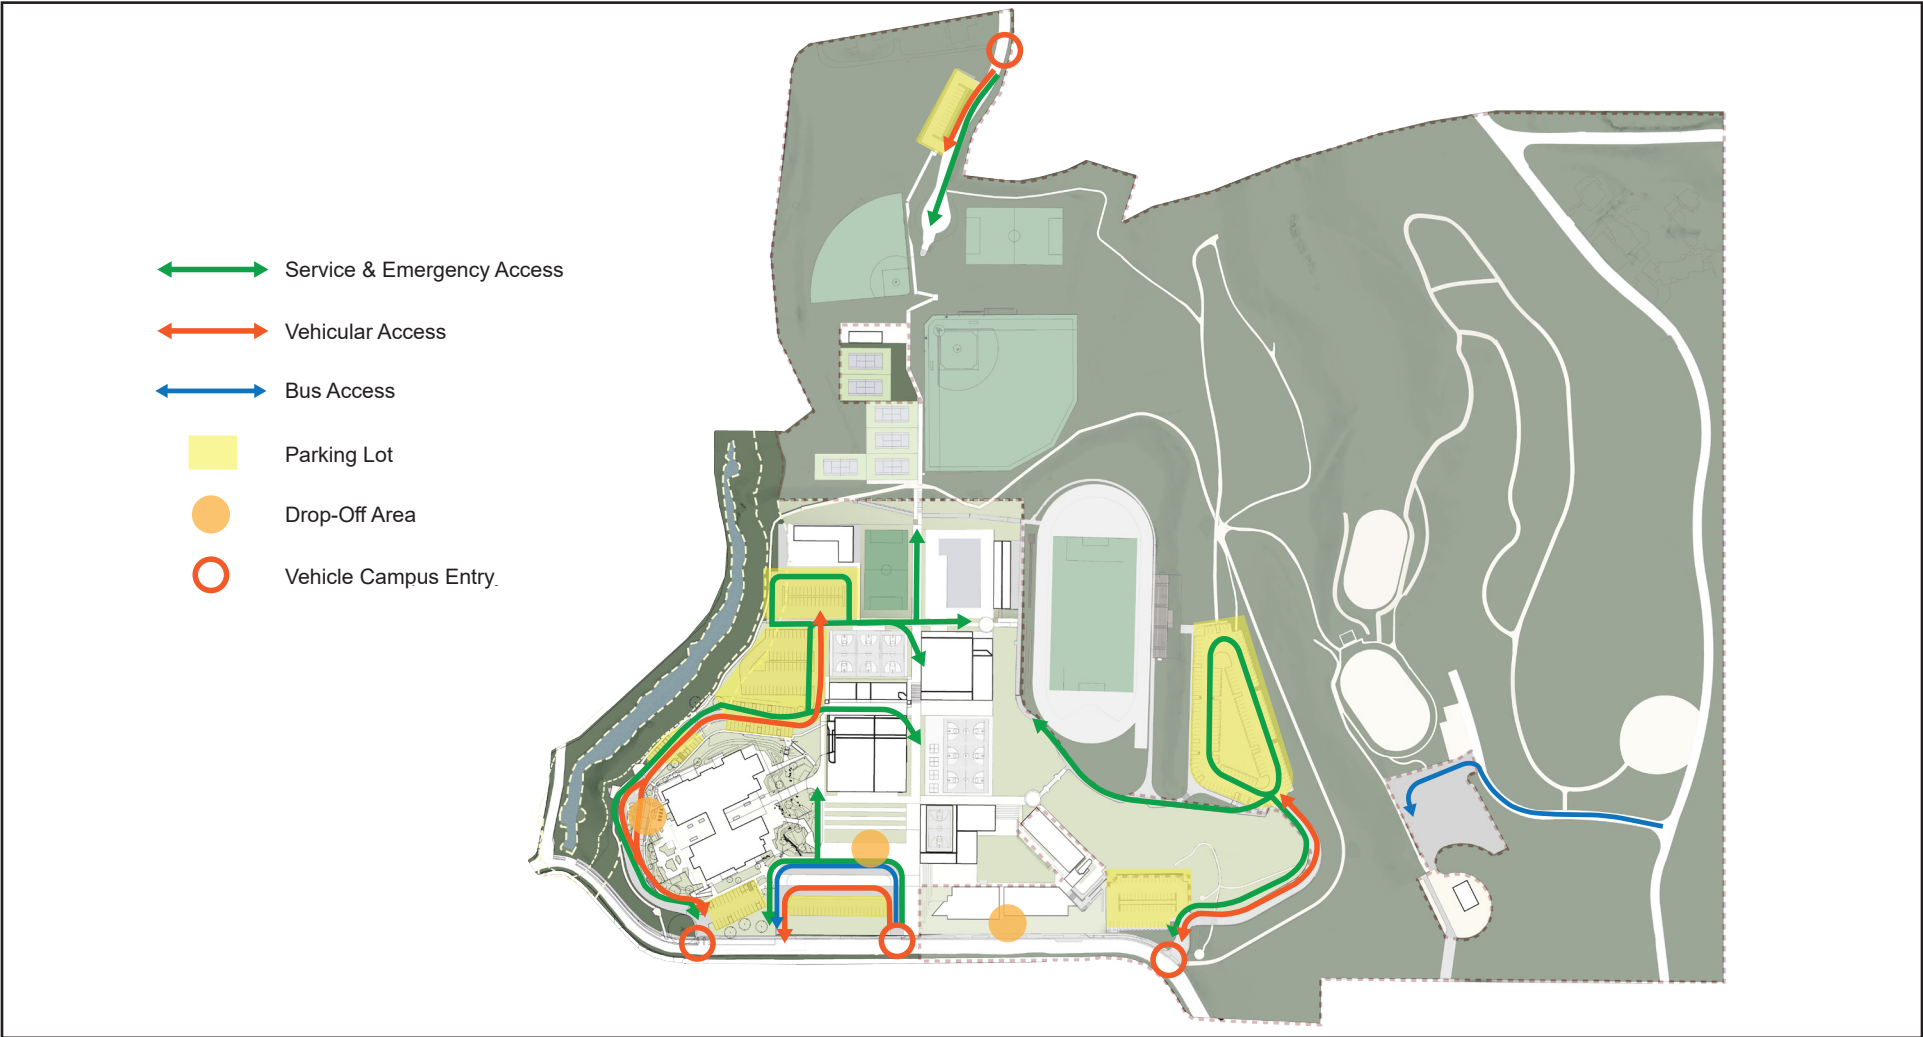 Service & Emergency Access
Vehicular Access
Bus Access
Parking Lot
Drop-Off Area
Vehicle Campus Entry